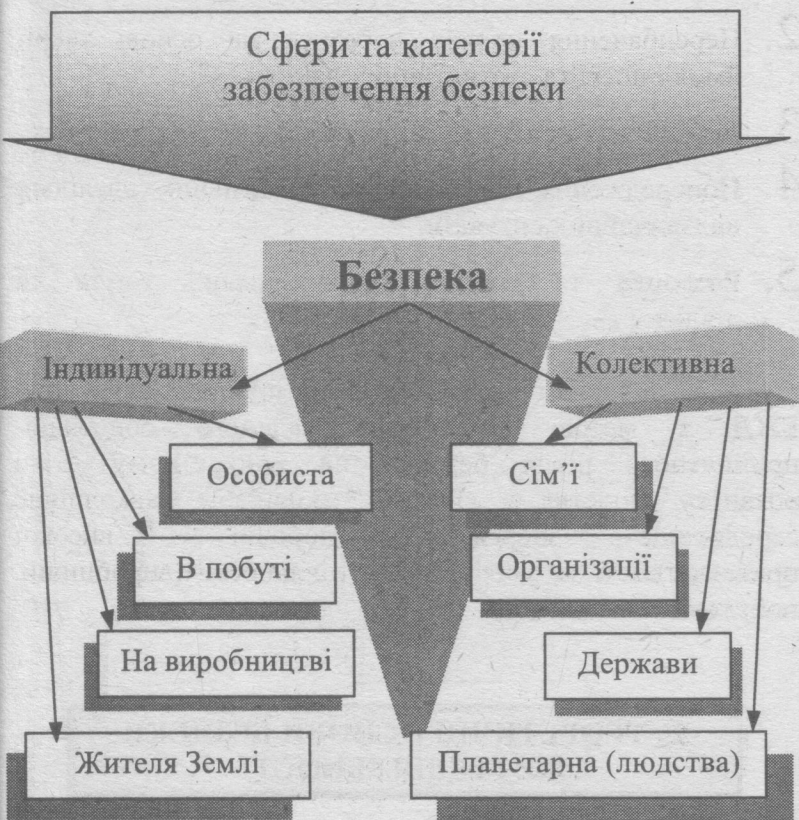 Сфери та категорії
забезпечення безпеки
Безпека
Індивідуальна
Колективна
Особиста
Сім'ї
В побуті
Організації
На виробництві
Держави
Жителя Землі
Планетарна (людства)